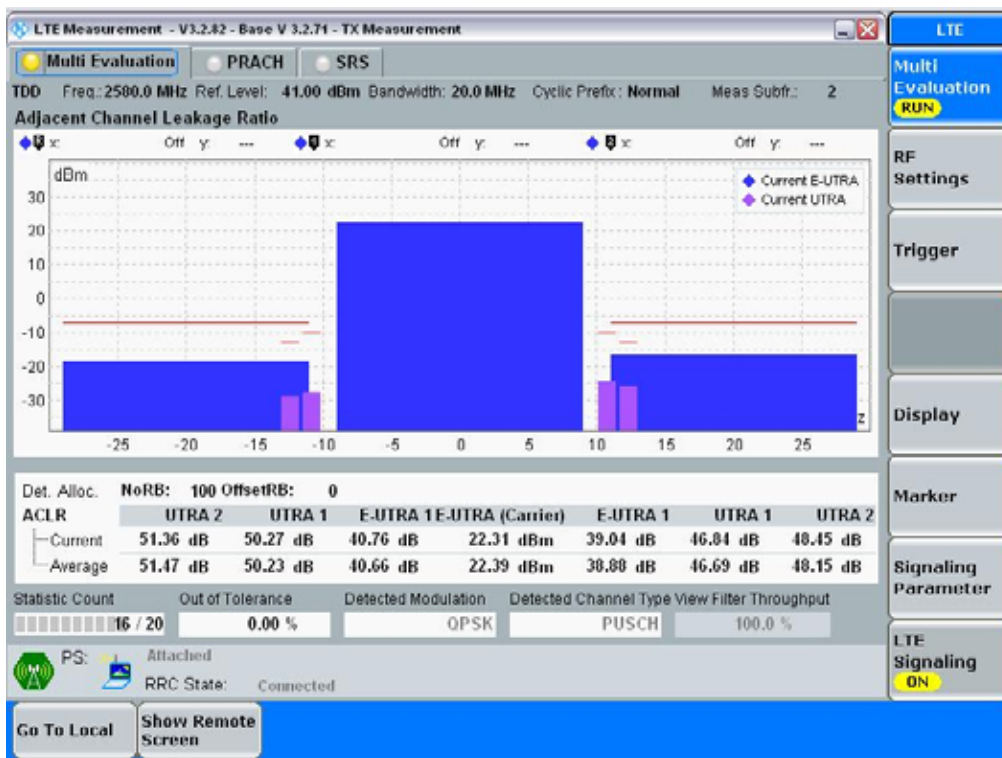 LTE Measurement - V3.2.82 - Base V 3.2.71 - TX Measurement
LTE
Multi Evaluation PRACH SRS
Multi
Evaluation
RUN
TDD Freq.: 2580.0 MHz Ref. Level: 41.00 dBm Bandwidth: 20.0 MHz Cyclic Prefix : Normal Meas Subfr.: 2
Adjacent Channel Leakage Ratio
x: Off y: --- x: Off y: --- x: Off y: ---
dBm
Current E-UTRA
Current UTRA
30
20
10
0
-10
-20
-30
z
-25 -20 -15 -10 -5 0 5 10 15 20 25
RF
Settings
Trigger
Display
Marker
Signaling
Parameter
LTE
Signaling
ON
Det. Alloc. NoRB: 100 OffsetRB: 0
ACLR UTRA 2 UTRA 1 E-UTRA 1 E-UTRA (Carrier) E-UTRA 1 UTRA 1 UTRA 2
Current 51.36 dB 50.27 dB 40.76 dB 22.31 dBm 39.04 dB 46.84 dB 48.45 dB
Average 51.47 dB 50.23 dB 40.66 dB 22.39 dBm 38.88 dB 46.69 dB 48.15 dB
Statistic Count Out of Tolerance Detected Modulation Detected Channel Type View Filter Throughput
16 / 20 0.00 % QPSK PUSCH 100.0 %
PS: Attached
RRC State: Connected
Go To Local
Show Remote
Screen